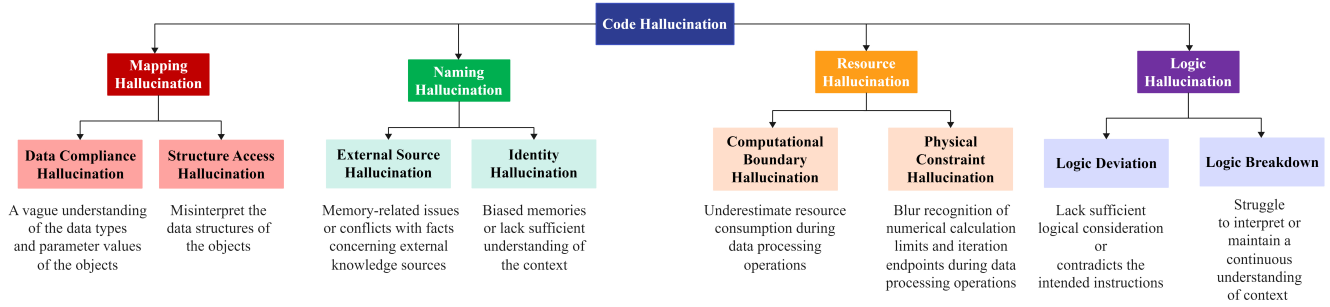 Code Hallucination
Mapping
Hallucination
Naming
Hallucination
Resource
Hallucination
Logic
Hallucination
Data Compliance
Hallucination
Structure Access
Hallucination
External Source
Hallucination
Identity
Hallucination
Computational
Boundary
Hallucination
Physical
Constraint
Hallucination
Logic Deviation
Logic Breakdown
A vague understanding
of the data types
and parameter values
of the objects
Misinterpret the
data structures of
the objects
Memory-related issues
or conflicts with facts
concerning external
knowledge sources
Biased memories
or lack sufficient
understanding of
the context
Underestimate resource
consumption during
data processing
operations
Blur recognition of
numerical calculation
limits and iteration
endpoints during data
processing operations
Lack sufficient
logical consideration
or
contradicts the
intended instructions
Struggle
to interpret or
maintain a
continuous
understanding
of context